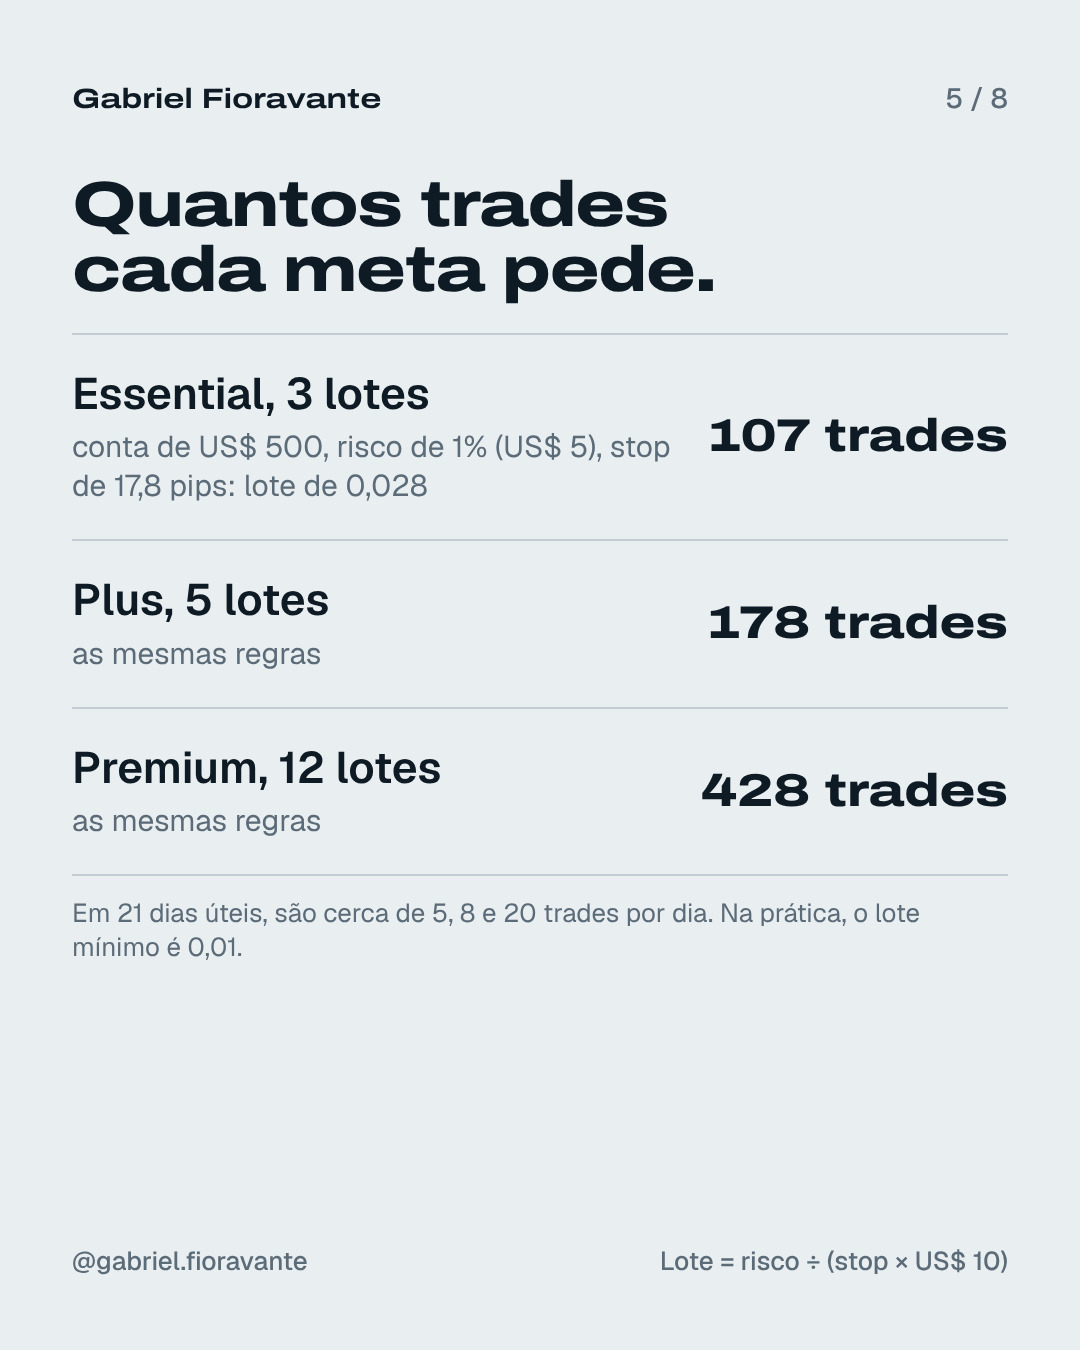 Gabriel Fioravante
5 / 8
Quantos trades
cada meta pede.
Essential, 3 lotes
conta de US$ 500, risco de 1% (US$ 5), stop
de 17,8 pips: lote de 0,028
107 trades
Plus, 5 lotes
as mesmas regras
178 trades
Premium, 12 lotes
as mesmas regras
428 trades
Em 21 dias úteis, são cerca de 5, 8 e 20 trades por dia. Na prática, o lote
mínimo é 0,01.
@gabriel.fioravante
Lote = risco ÷ (stop × US$ 10)